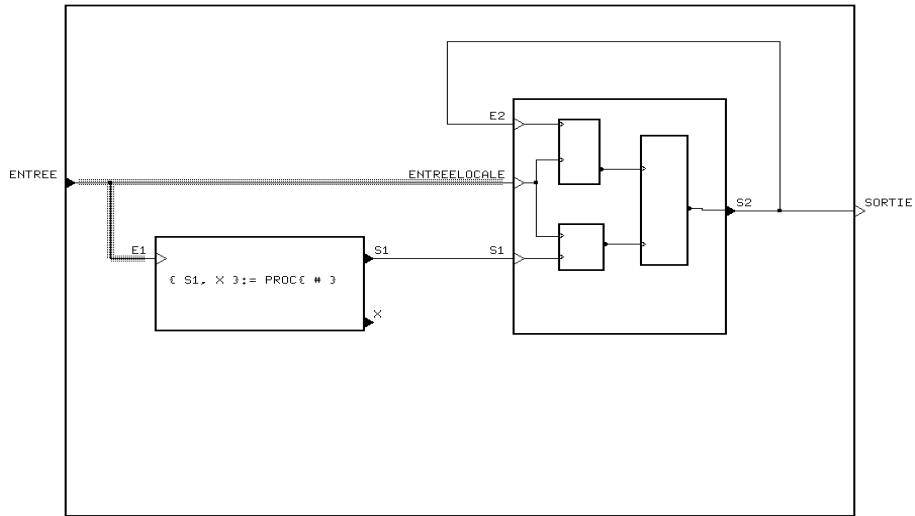 E2
ENTREE
ENTREELOCALE
S2
SORTIE
E1
S1
S1
{ S1, X }:= PROC{ # }
X